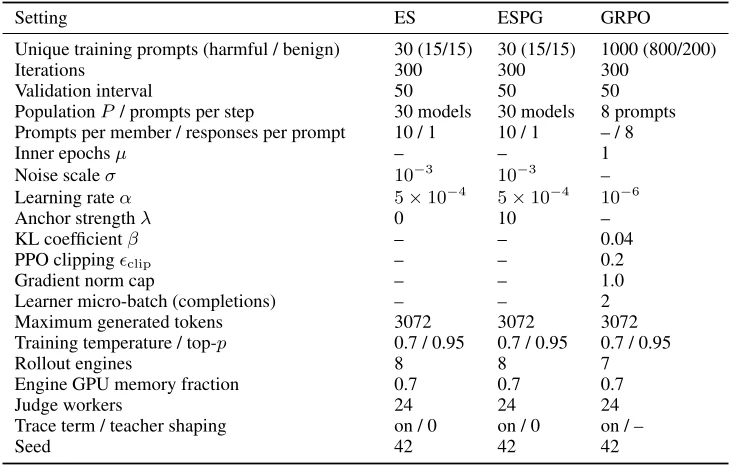 Setting ES ESPG GRPO
Unique training prompts (harmful / benign) 30 (15/15) 30 (15/15) 1000 (800/200)
Iterations 300 300 300
Validation interval 50 50 50
Population P / prompts per step 30 models 30 models 8 prompts
Prompts per member / responses per prompt 10 / 1 10 / 1 – / 8
Inner epochs μ – – 1
Noise scale σ 10⁻³ 10⁻³ –
Learning rate α 5 × 10⁻⁴ 5 × 10⁻⁴ 10⁻⁶
Anchor strength λ 0 10 –
KL coefficient β – – 0.04
PPO clipping ϵ_clip – – 0.2
Gradient norm cap – – 1.0
Learner micro-batch (completions) – – 2
Maximum generated tokens 3072 3072 3072
Training temperature / top-p 0.7 / 0.95 0.7 / 0.95 0.7 / 0.95
Rollout engines 8 8 7
Engine GPU memory fraction 0.7 0.7 0.7
Judge workers 24 24 24
Trace term / teacher shaping on / 0 on / 0 on / –
Seed 42 42 42